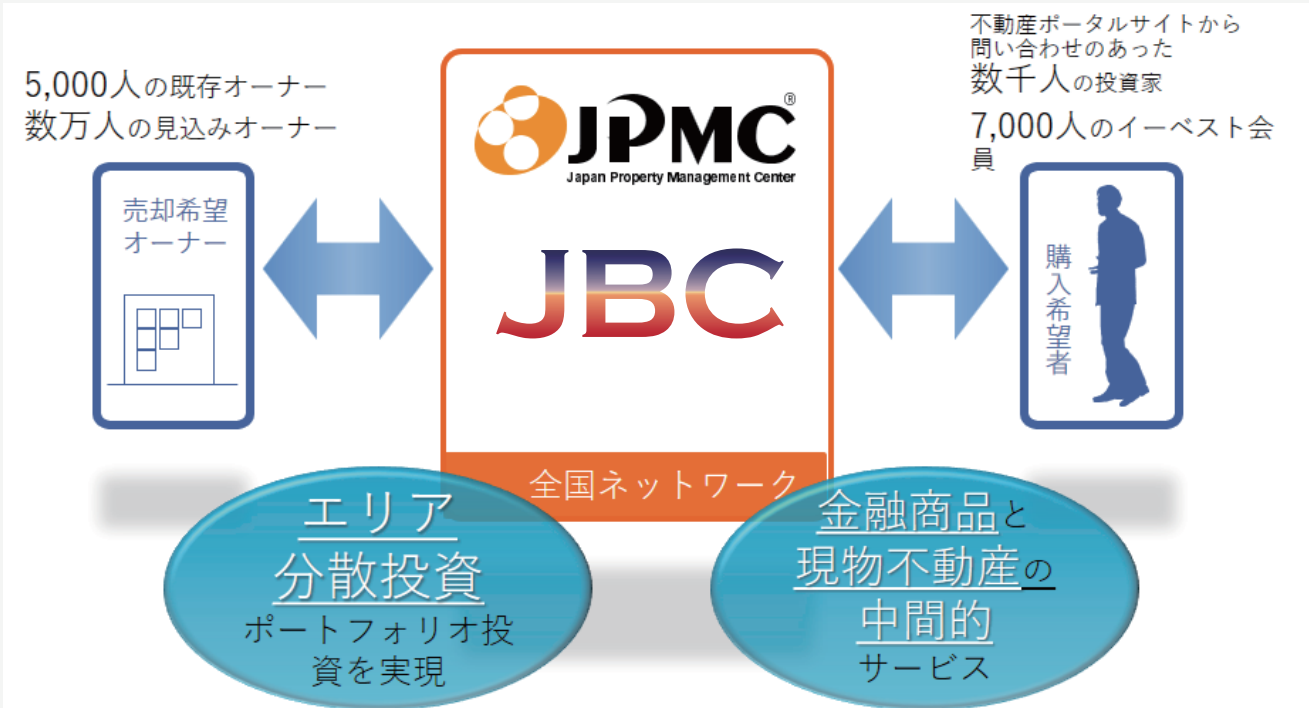 5,000人の既存オーナー
数万人の見込みオーナー
売却希望
オーナー
JPMC®
Japan Property Management Center
JBC
全国ネットワーク
不動産ポータルサイトから
問い合わせのあった
数千人の投資家
7,000人のイーベスト会
員
購入希望者
エリア
分散投資
ポートフォリオ投
資を実現
金融商品と
現物不動産の
中間的
サービス